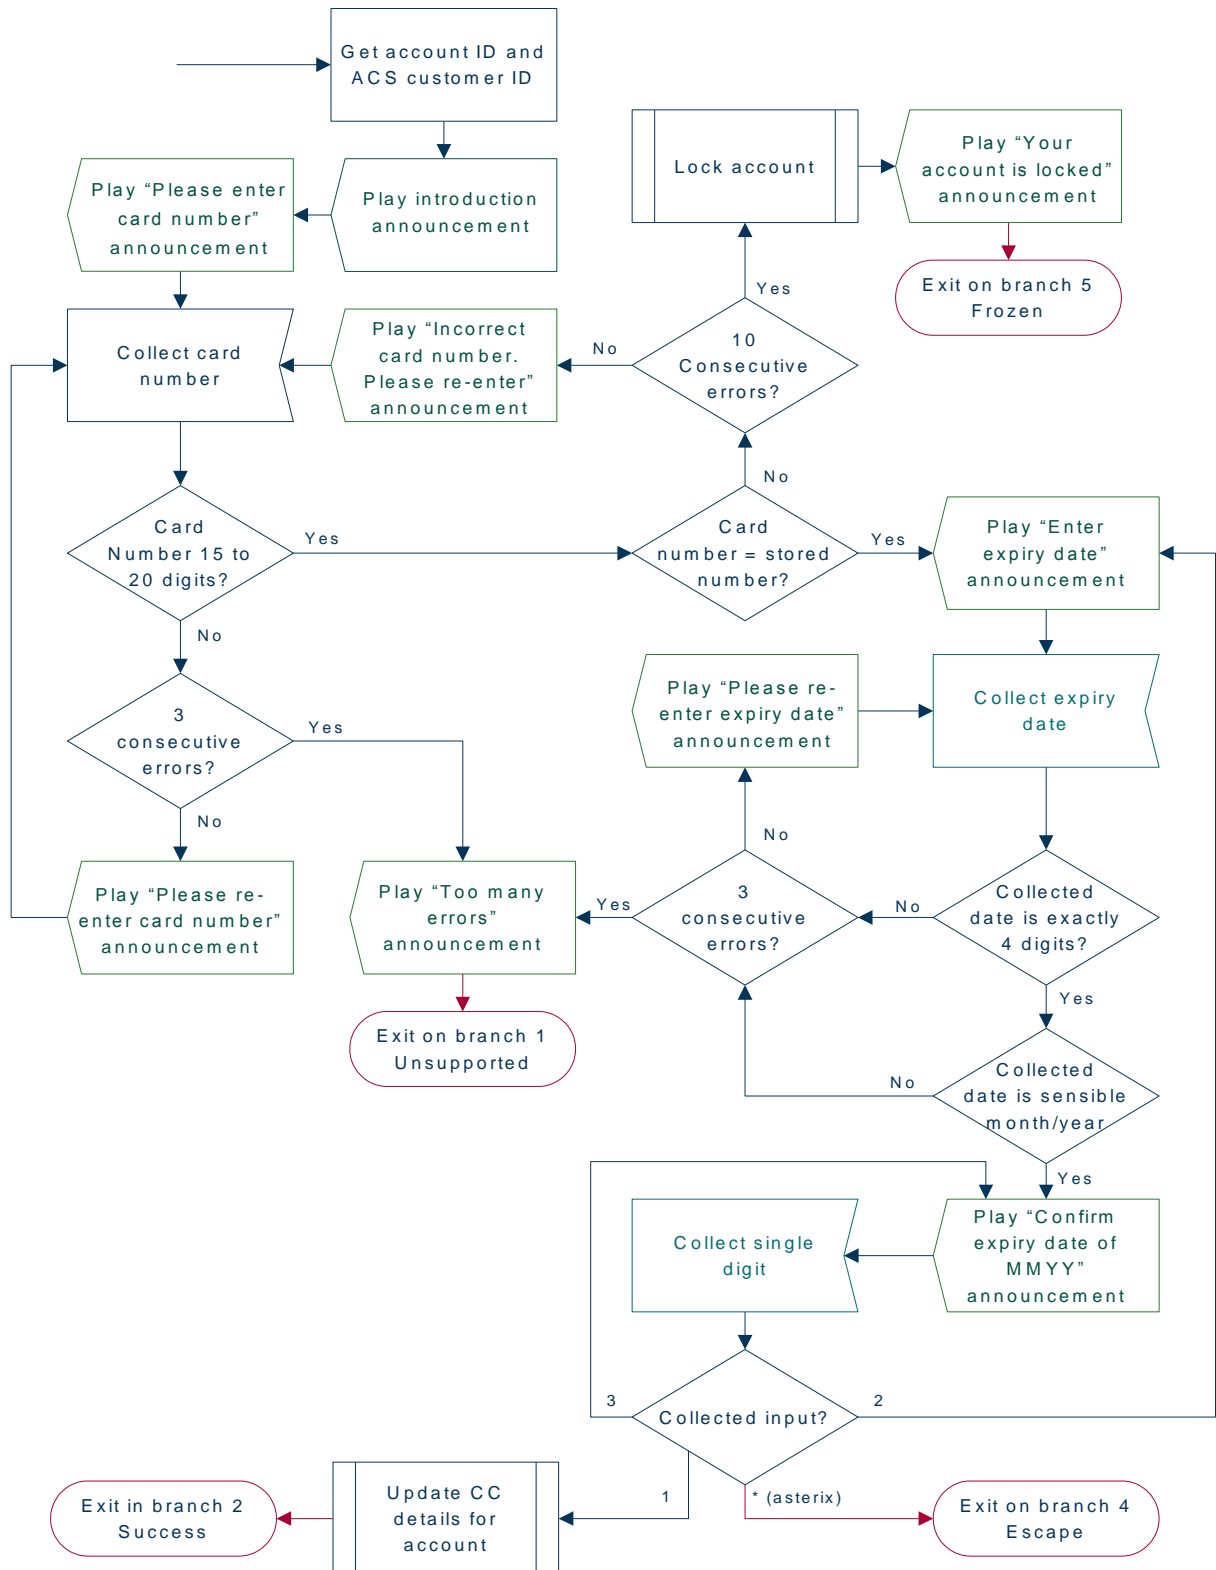 Get account ID and
ACS customer ID
Play “Please enter
card number”
announcement
Play introduction
announcement
Lock account
Play “Your
account is locked”
announcement
Exit on branch 5
Frozen
Yes
Collect card
number
Play “Incorrect
card number.
Please re-enter”
announcement
No
10
Consecutive
errors?
No
Card
Number 15 to
20 digits?
Yes
Card
number = stored
number?
Yes
Play “Enter
expiry date”
announcement
No
3
consecutive
errors?
Yes
Play “Please re-
enter expiry date”
announcement
Collect expiry
date
No
No
Play “Please re-
enter card number”
announcement
Play “Too many
errors”
announcement
Yes
3
consecutive
errors?
No
Collected
date is exactly
4 digits?
Yes
Exit on branch 1
Unsupported
No
Collected
date is sensible
month/year
Yes
Collect single
digit
Play “Confirm
expiry date of
MMYY”
announcement
3
Collected input?
2
1
* (asterix)
Exit in branch 2
Success
Update CC
details for
account
Exit on branch 4
Escape